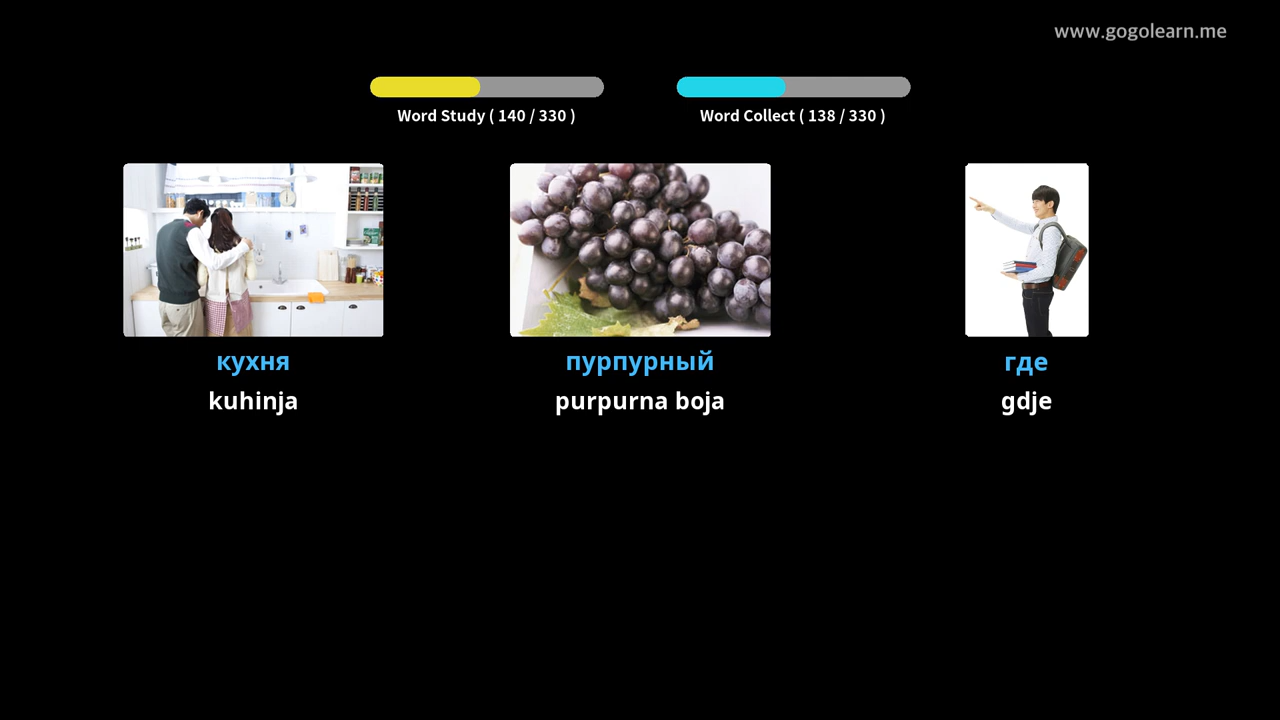 www.gogolearn.me
Word Study ( 140 / 330 )
Word Collect ( 138 / 330 )
кухня
kuhinja
пурпурный
purpurna boja
где
gdje